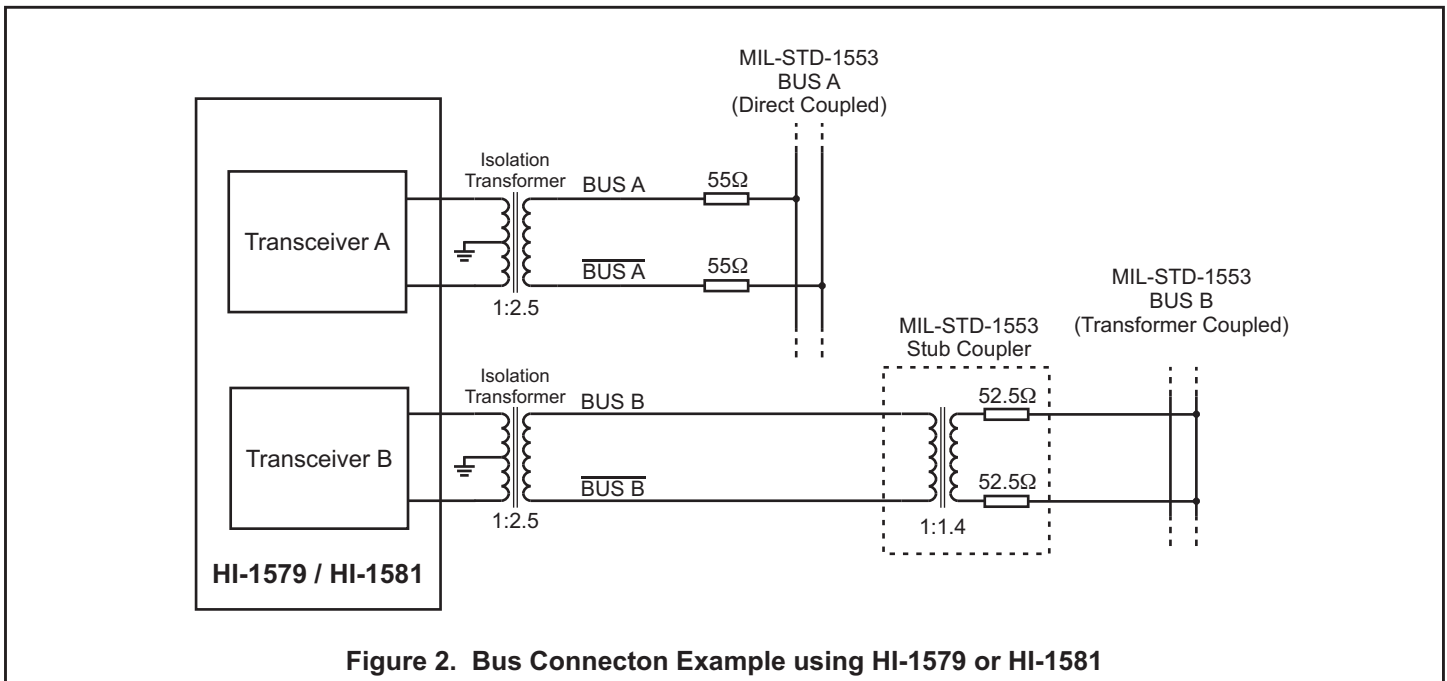 MIL-STD-1553
BUS A
(Direct Coupled)
Isolation
Transformer
BUS A
55Ω
Transceiver A
BUS A
55Ω
1:2.5
MIL-STD-1553
BUS B
(Transformer Coupled)
MIL-STD-1553
Stub Coupler
Isolation
Transformer
BUS B
52.5Ω
Transceiver B
BUS B
52.5Ω
1:2.5
1:1.4
HI-1579 / HI-1581
Figure 2. Bus Connecton Example using HI-1579 or HI-1581